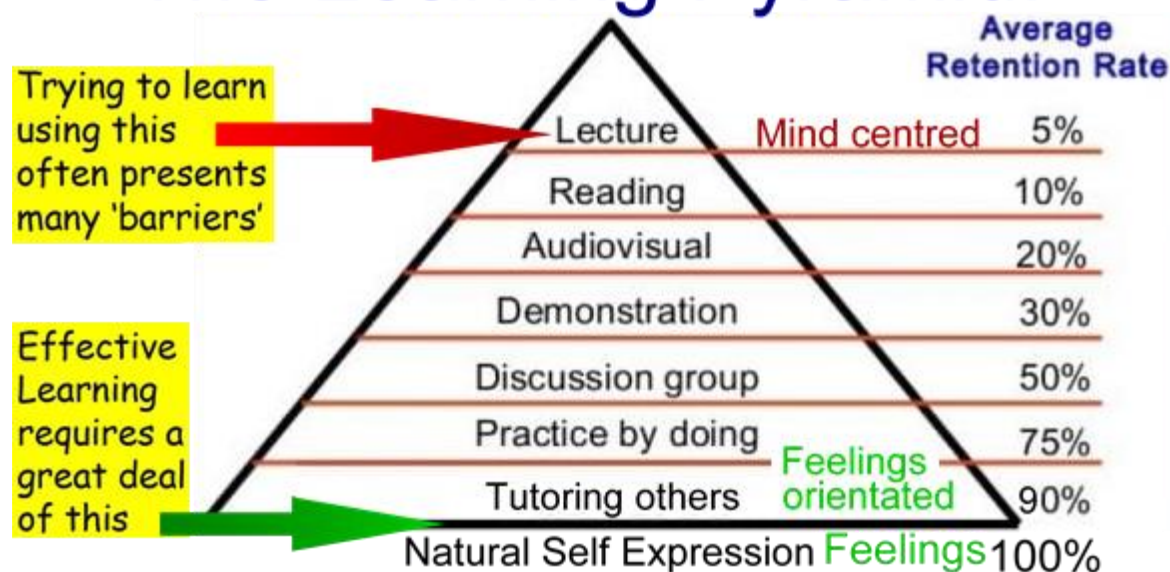 Average
Retention Rate
Trying to learn
using this
often presents
many ‘barriers’
Lecture Mind centred 5%
Reading 10%
Audiovisual 20%
Demonstration 30%
Effective
Learning
requires a
great deal
of this
Discussion group 50%
Practice by doing 75%
Feelings
orientated
Tutoring others 90%
Natural Self Expression Feelings 100%